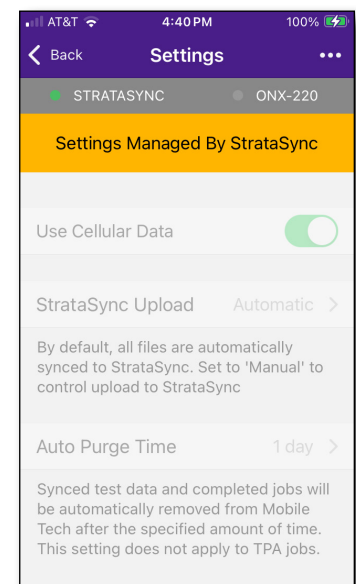 AT&T 4:40 PM 100%
Back Settings
STRATASYNC ONX-220
Settings Managed By StrataSync
Use Cellular Data
StrataSync Upload Automatic
By default, all files are automatically
synced to StrataSync. Set to 'Manual' to
control upload to StrataSync
Auto Purge Time 1 day
Synced test data and completed jobs will
be automatically removed from Mobile
Tech after the specified amount of time.
This setting does not apply to TPA jobs.